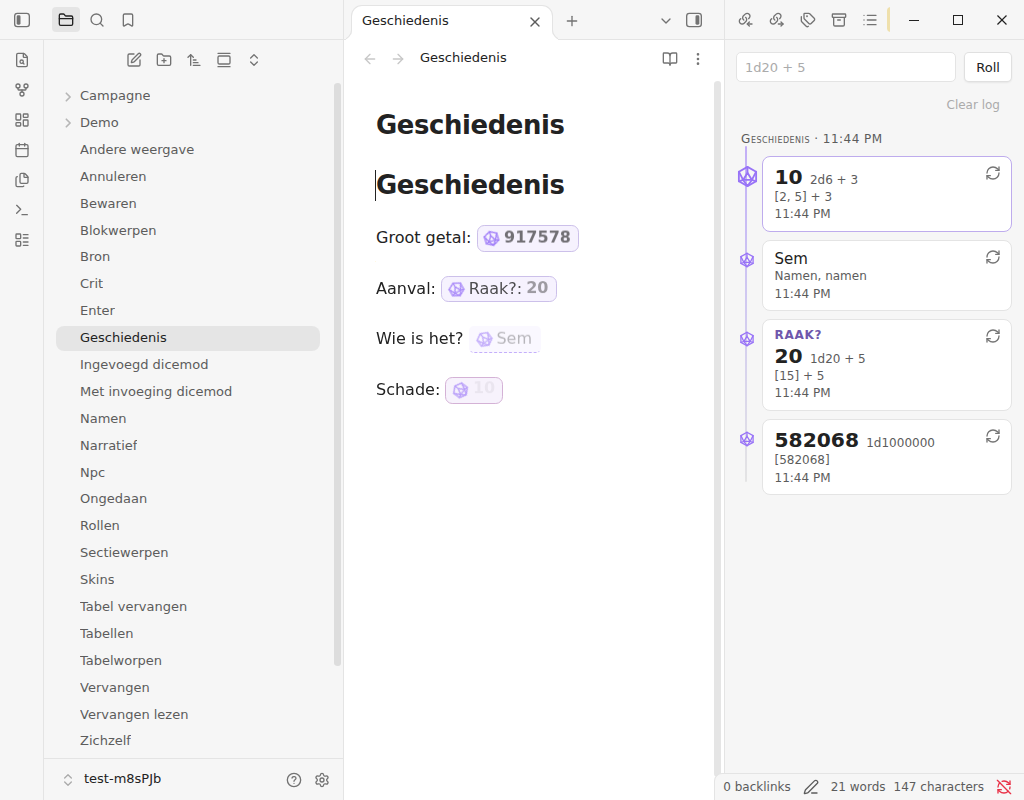 Geschiedenis
1d20 + 5
Roll
Clear log
Campagne
Demo
Andere weergave
Annuleren
Bewaren
Blokwerpen
Bron
Crit
Enter
Geschiedenis
Ingevoegd dicemod
Met invoeging dicemod
Namen
Narratief
Npc
Ongedaan
Rollen
Sectiewerpen
Skins
Tabel vervangen
Tabellen
Tabelworpen
Vervangen
Vervangen lezen
Zichzelf
test-m8sPJb
Geschiedenis
Geschiedenis
Geschiedenis
Groot getal: 917578
Aanval: Raak?: 20
Wie is het? Sem
Schade: 10
Geschiedenis · 11:44 PM
10 2d6 + 3
[2, 5] + 3
11:44 PM
Sem
Namen, namen
11:44 PM
RAAK?
20 1d20 + 5
[15] + 5
11:44 PM
582068 1d1000000
[582068]
11:44 PM
0 backlinks 21 words 147 characters